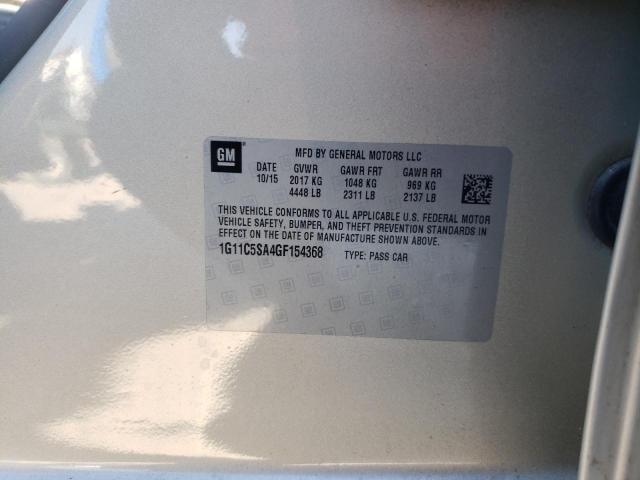 GM
MFD BY GENERAL MOTORS LLC
DATE GVWR GAWR FRT GAWR RR
10/15 2017 KG 1048 KG 969 KG
4448 LB 2311 LB 2137 LB
THIS VEHICLE CONFORMS TO ALL APPLICABLE U.S. FEDERAL MOTOR
VEHICLE SAFETY, BUMPER, AND THEFT PREVENTION STANDARDS IN
EFFECT ON THE DATE OF MANUFACTURE SHOWN ABOVE.
1G11C5SA4GF154368 TYPE: PASS CAR